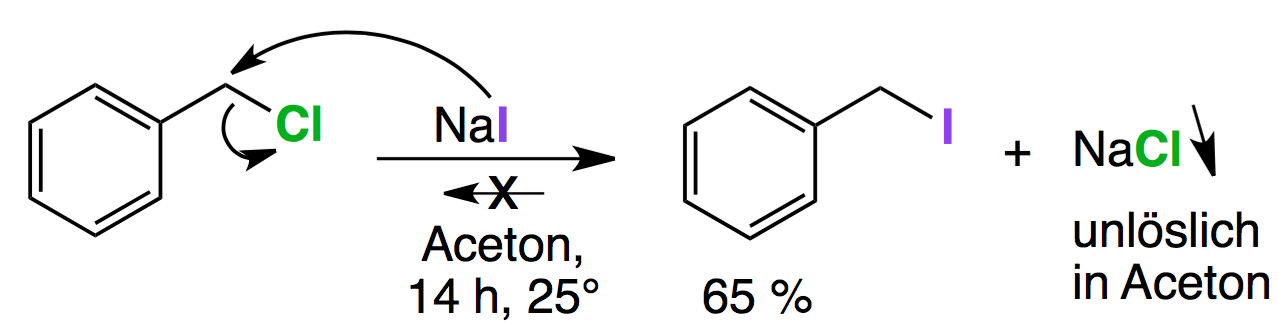 Cl
NaI
X
Aceton,
14 h, 25°
I
65 %
+ NaCl
unlöslich
in Aceton